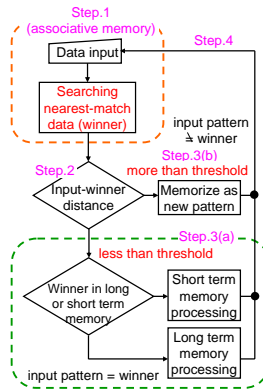 Step.1
(associative memory)
Data input
Step.4
Searching
nearest-match
data (winner)
input pattern
≠ winner
Step.3(b)
more than threshold
Step.2
Input-winner
distance
Memorize as
new pattern
Step.3(a)
less than threshold
Winner in long
or short term
memory
Short term
memory
processing
Long term
memory
processing
input pattern = winner